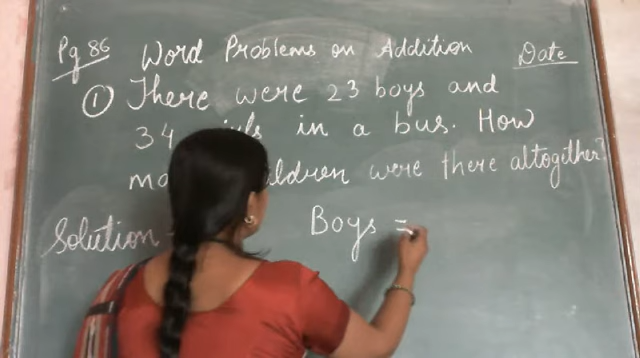 Pg 86 Word Problems on Addition Date
① There were 23 boys and
34 in a bus. How
were there altogether?
Solution - Boys =